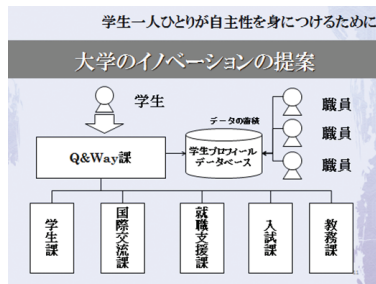 学生一人ひとりが自主性を身につけるために
大学のイノベーションの提案
学生
データの蓄積
職員
Q&Way課
学生プロフィール
データベース
職員
職員
学生課
国際交流課
就職支援課
入試課
教務課